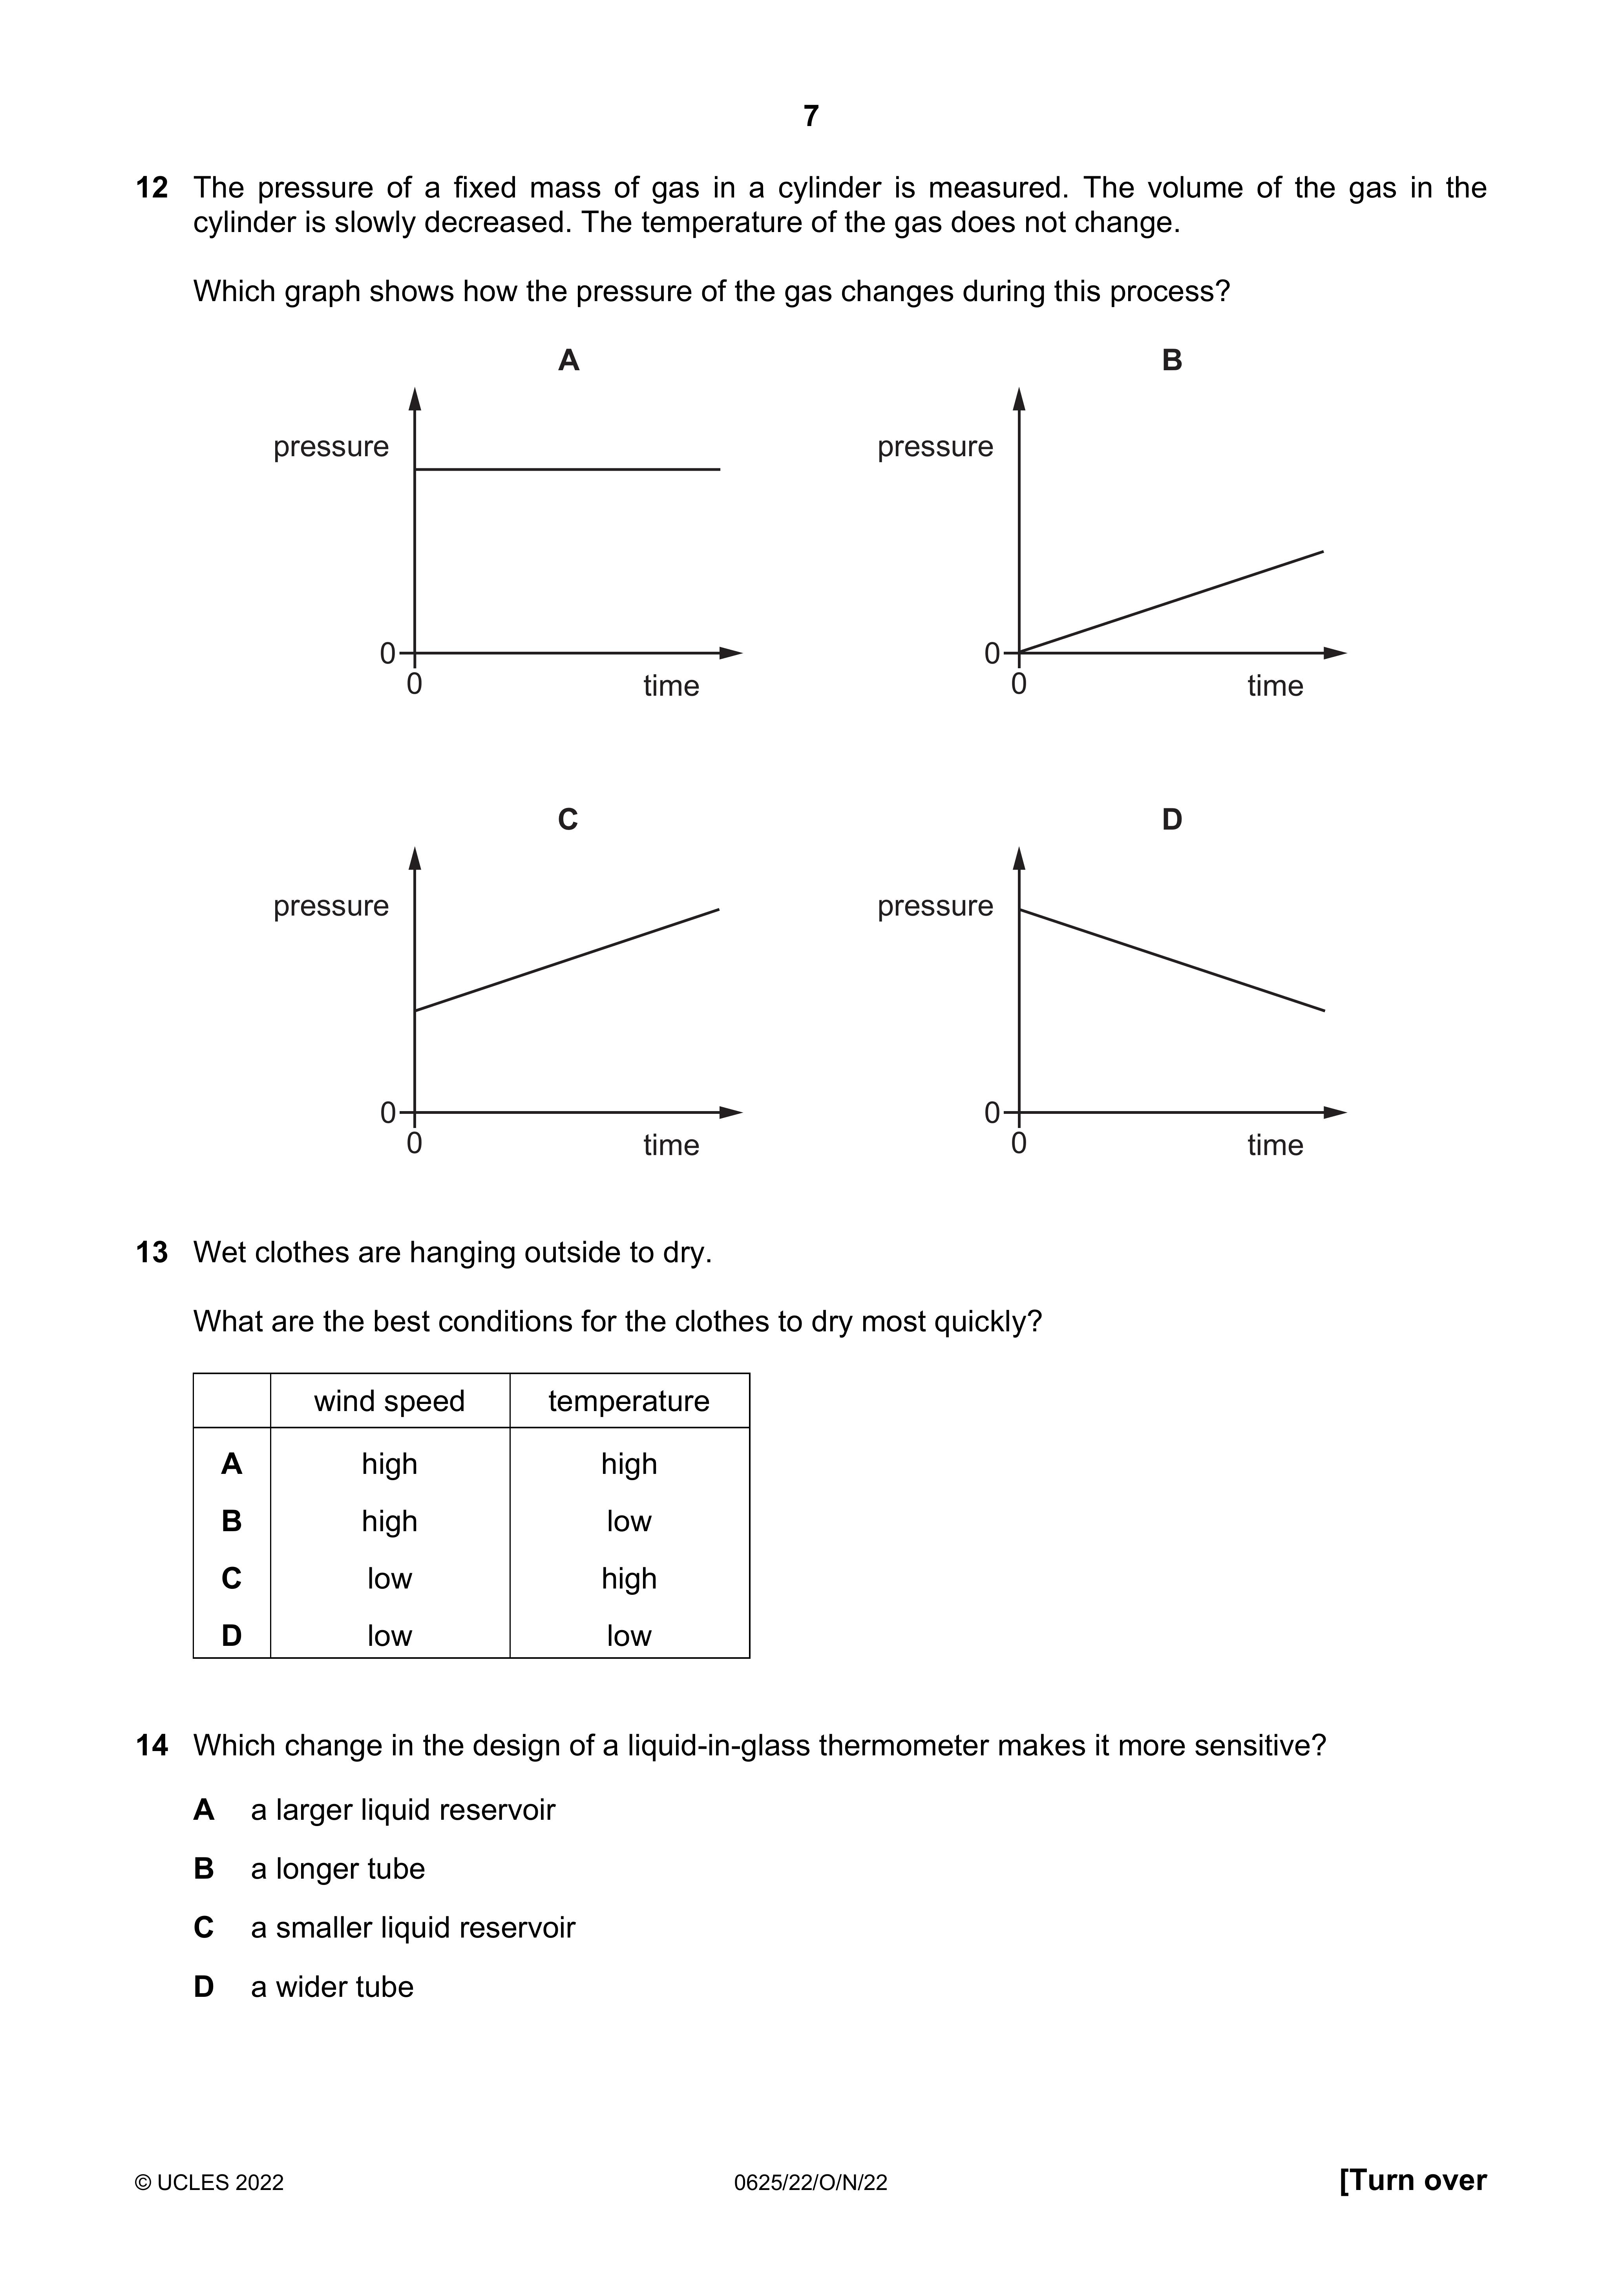 7
12 The pressure of a fixed mass of gas in a cylinder is measured. The volume of the gas in the
cylinder is slowly decreased. The temperature of the gas does not change.
Which graph shows how the pressure of the gas changes during this process?
A
pressure
0
0
time
B
pressure
0
0
time
C
pressure
0
0
time
D
pressure
0
0
time
13 Wet clothes are hanging outside to dry.
What are the best conditions for the clothes to dry most quickly?
wind speed temperature
A high high
B high low
C low high
D low low
14 Which change in the design of a liquid-in-glass thermometer makes it more sensitive?
A a larger liquid reservoir
B a longer tube
C a smaller liquid reservoir
D a wider tube
© UCLES 2022 0625/22/O/N/22 [Turn over